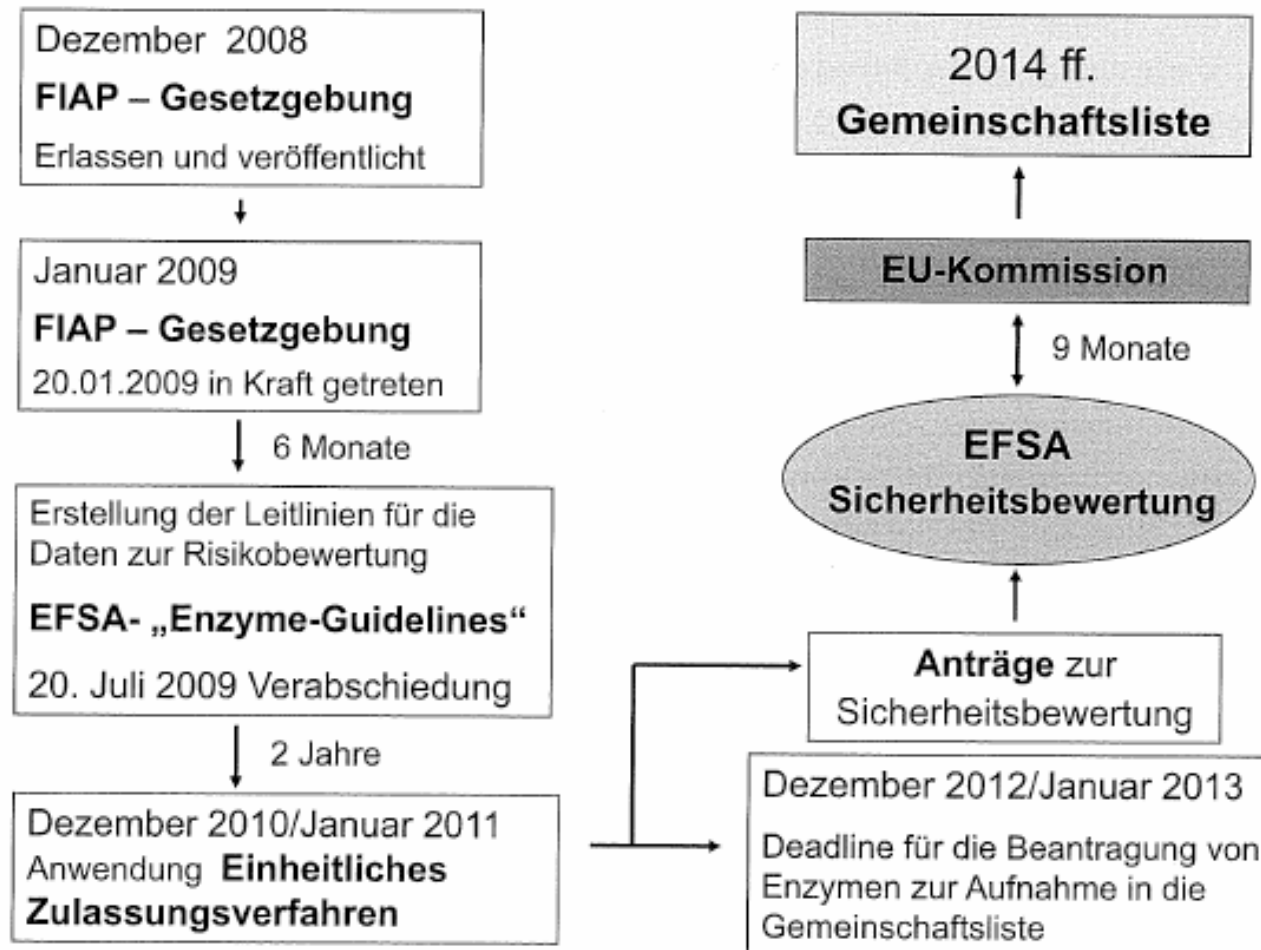 Dezember 2008
FIAP – Gesetzgebung
Erlassen und veröffentlicht
Januar 2009
FIAP – Gesetzgebung
20.01.2009 in Kraft getreten
6 Monate
Erstellung der Leitlinien für die
Daten zur Risikobewertung
EFSA- „Enzyme-Guidelines“
20. Juli 2009 Verabschiedung
2 Jahre
Dezember 2010/Januar 2011
Anwendung Einheitliches
Zulassungsverfahren
2014 ff.
Gemeinschaftsliste
EU-Kommission
9 Monate
EFSA
Sicherheitsbewertung
Anträge zur
Sicherheitsbewertung
Dezember 2012/Januar 2013
Deadline für die Beantragung von
Enzymen zur Aufnahme in die
Gemeinschaftsliste